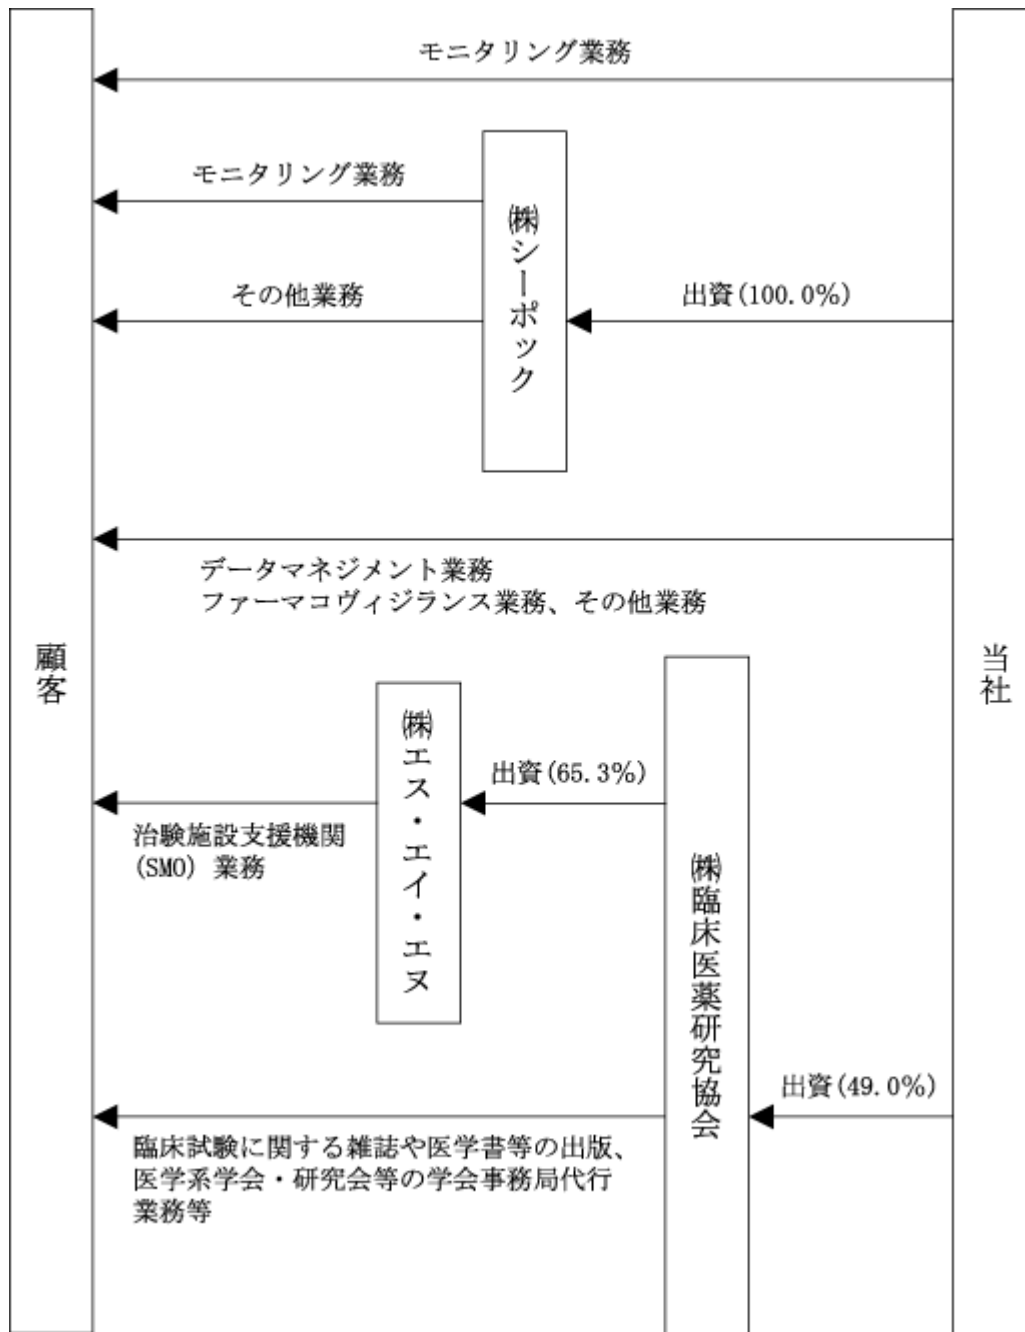 モニタリング業務
モニタリング業務
㈱シーポック
その他業務
出資(100.0%)
データマネジメント業務
ファーマコヴィジランス業務、その他業務
顧客
当社
㈱エス・エイ・エヌ
出資(65.3%)
治験施設支援機関
(SMO) 業務
㈱臨床医薬研究協会
出資(49.0%)
臨床試験に関する雑誌や医学書等の出版、
医学系学会・研究会等の学会事務局代行
業務等